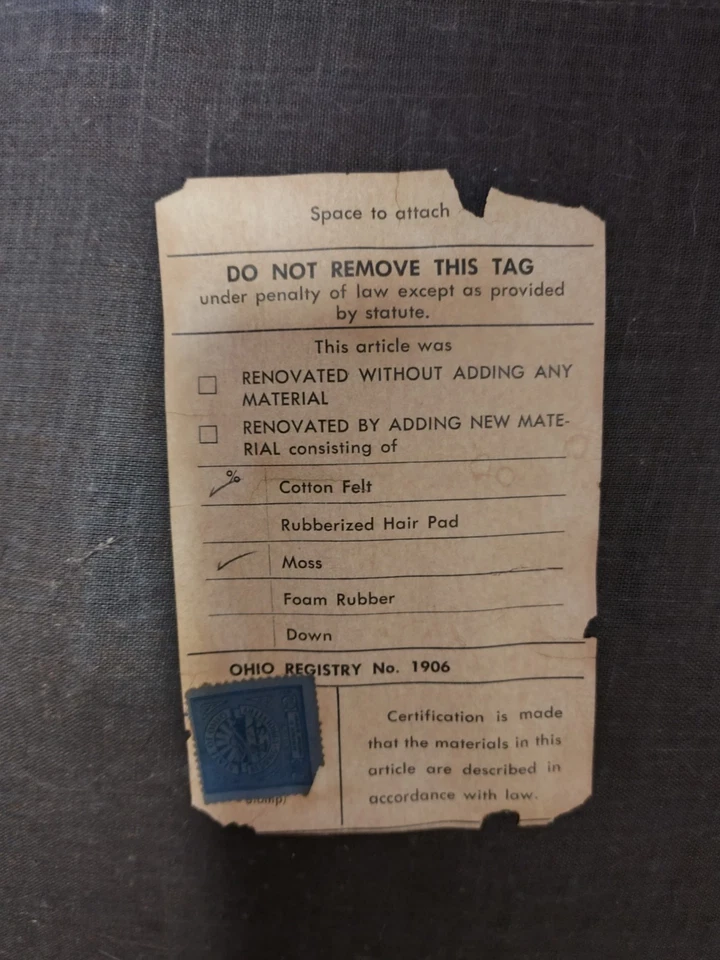 Space to attach
DO NOT REMOVE THIS TAG
under penalty of law except as provided
by statute.
This article was
☐ RENOVATED WITHOUT ADDING ANY
MATERIAL
☐ RENOVATED BY ADDING NEW MATE-
RIAL consisting of
% Cotton Felt
Rubberized Hair Pad
✓ Moss
Foam Rubber
Down
OHIO REGISTRY No. 1906
Certification is made
that the materials in this
article are described in
accordance with law.